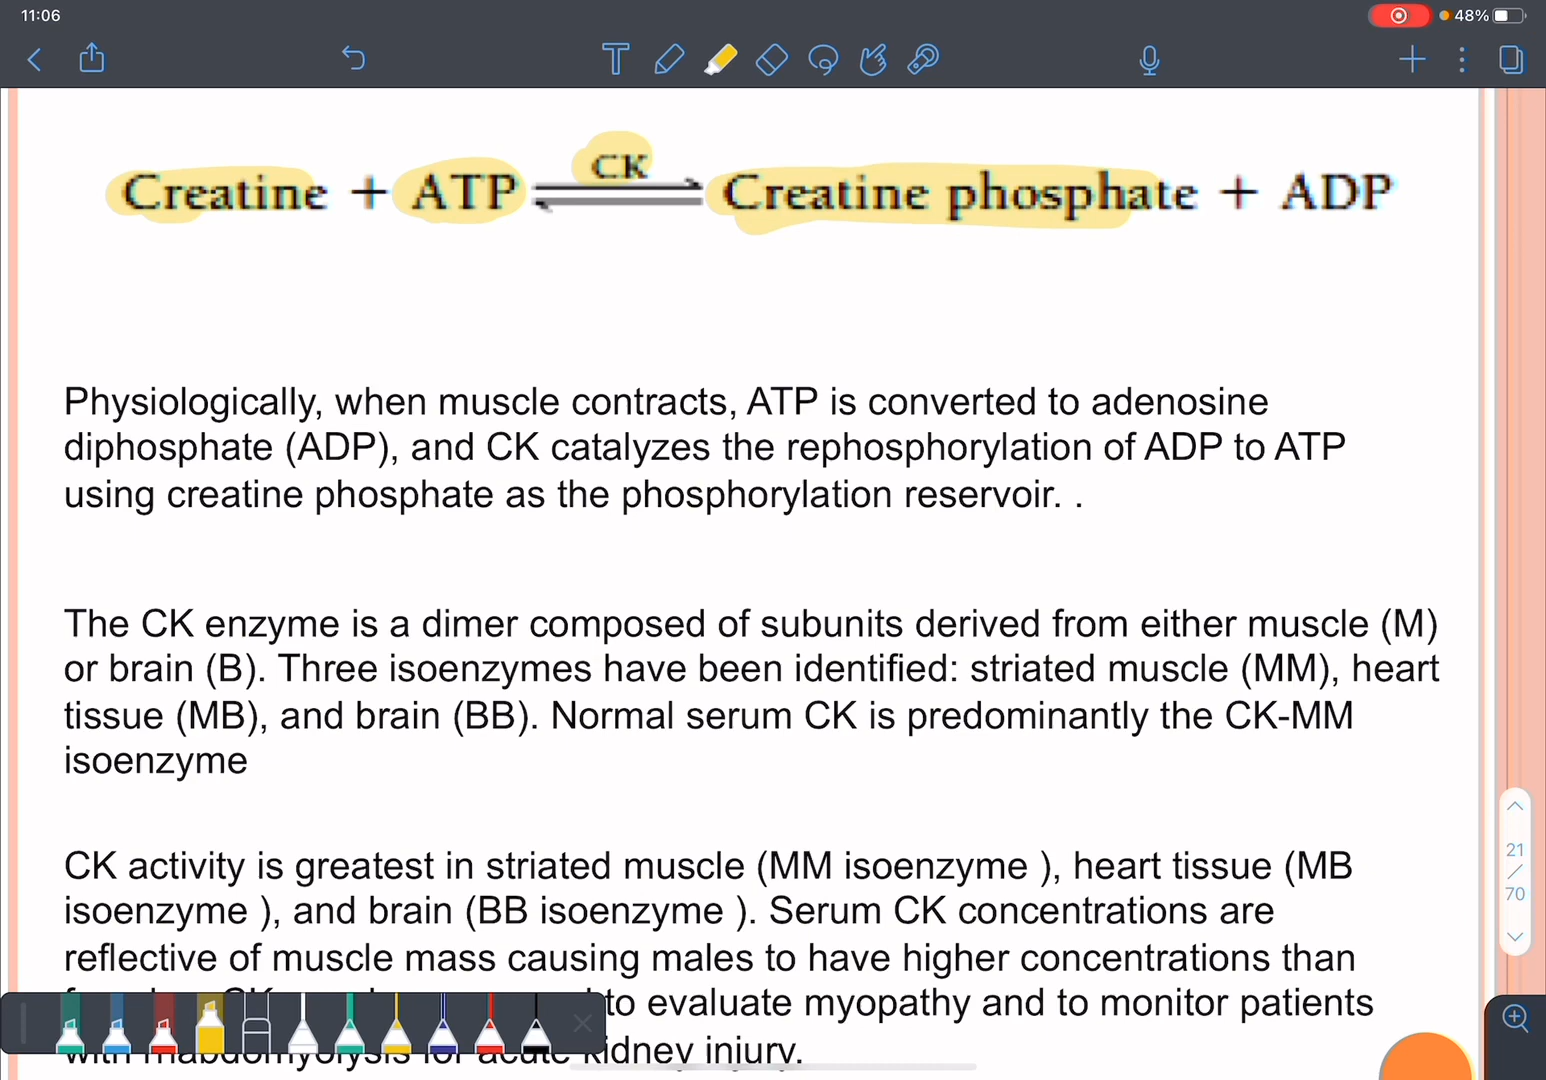 11:06
48%
CK
Creatine + ATP ⇌ Creatine phosphate + ADP
Physiologically, when muscle contracts, ATP is converted to adenosine
diphosphate (ADP), and CK catalyzes the rephosphorylation of ADP to ATP
using creatine phosphate as the phosphorylation reservoir. .
The CK enzyme is a dimer composed of subunits derived from either muscle (M)
or brain (B). Three isoenzymes have been identified: striated muscle (MM), heart
tissue (MB), and brain (BB). Normal serum CK is predominantly the CK-MM
isoenzyme
CK activity is greatest in striated muscle (MM isoenzyme ), heart tissue (MB
isoenzyme ), and brain (BB isoenzyme ). Serum CK concentrations are
reflective of muscle mass causing males to have higher concentrations than
to evaluate myopathy and to monitor patients
kidney injury.
21
/
70